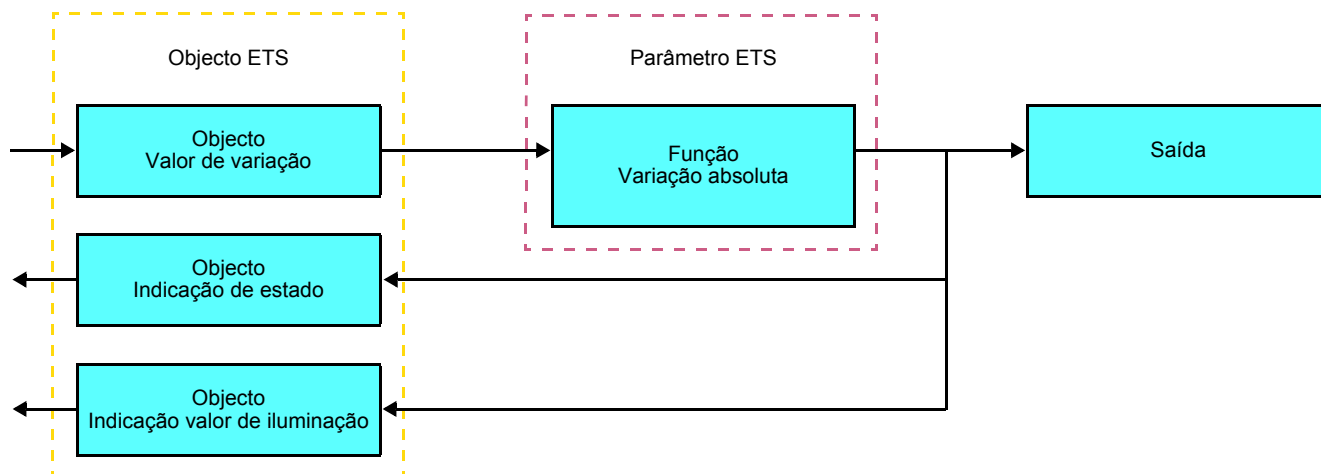 Objecto ETS
Parâmetro ETS
Objecto
Valor de variação
Função
Variação absoluta
Saída
Objecto
Indicação de estado
Objecto
Indicação valor de iluminação